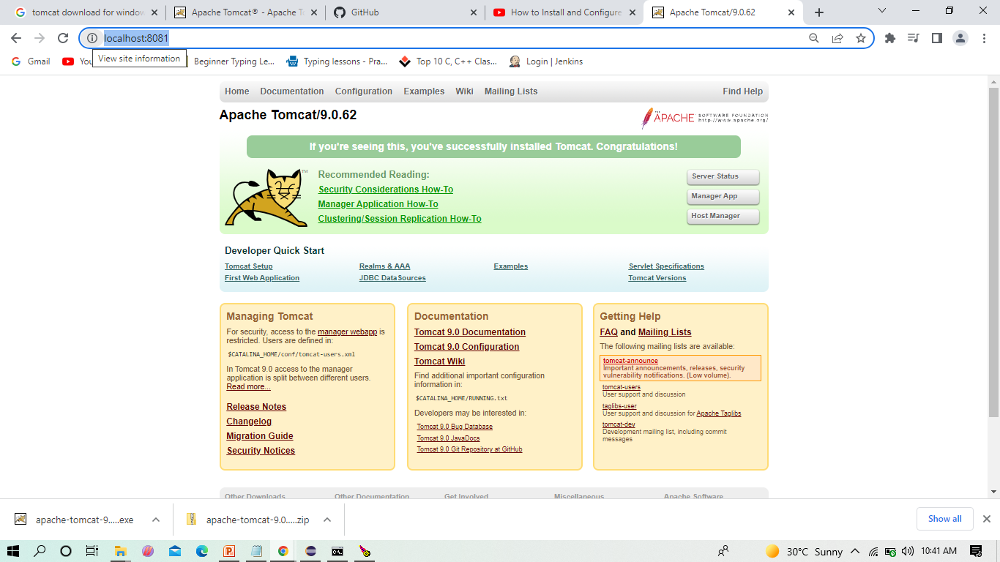 tomcat download for window
Apache Tomcat® - Apache T
GitHub
How to Install and Configure
Apache Tomcat/9.0.62
localhost:8081
View site information
Gmail
You
Beginner Typing Le...
Typing lessons - Pra...
Top 10 C, C++ Clas...
Login | Jenkins
Home Documentation Configuration Examples Wiki Mailing Lists Find Help
Apache Tomcat/9.0.62
THE APACHE SOFTWARE FOUNDATION
http://www.apache.org/
If you're seeing this, you've successfully installed Tomcat. Congratulations!
TM
Recommended Reading:
Security Considerations How-To
Manager Application How-To
Clustering/Session Replication How-To
Server Status
Manager App
Host Manager
Developer Quick Start
Tomcat Setup
First Web Application
Realms & AAA
JDBC DataSources
Examples
Servlet Specifications
Tomcat Versions
Managing Tomcat
For security, access to the manager webapp is
restricted. Users are defined in:
$CATALINA_HOME/conf/tomcat-users.xml
In Tomcat 9.0 access to the manager
application is split between different users.
Read more...
Release Notes
Changelog
Migration Guide
Security Notices
Documentation
Tomcat 9.0 Documentation
Tomcat 9.0 Configuration
Tomcat Wiki
Find additional important configuration
information in:
$CATALINA_HOME/RUNNING.txt
Developers may be interested in:
Tomcat 9.0 Bug Database
Tomcat 9.0 JavaDocs
Tomcat 9.0 Git Repository at GitHub
Getting Help
FAQ and Mailing Lists
The following mailing lists are available:
tomcat-announce
Important announcements, releases, security
vulnerability notifications. (Low volume).
tomcat-users
User support and discussion
taglibs-user
User support and discussion for Apache Taglibs
tomcat-dev
Development mailing list, including commit
messages
Other Downloads
Other Documentation
Get Involved
Miscellaneous
Apache Software
apache-tomcat-9.....exe
apache-tomcat-9.0.....zip
Show all
30°C Sunny
10:41 AM